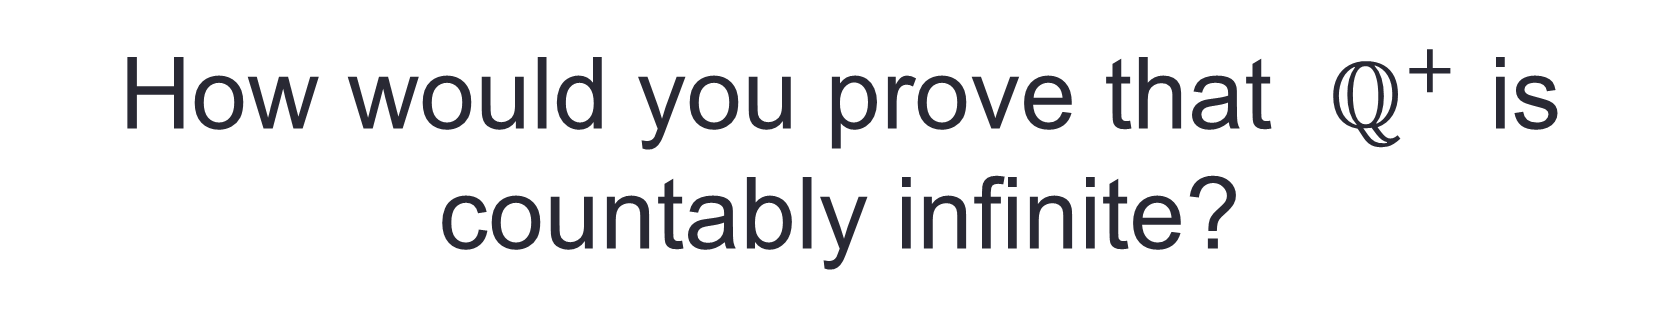 How would you prove that ℚ⁺ is
countably infinite?